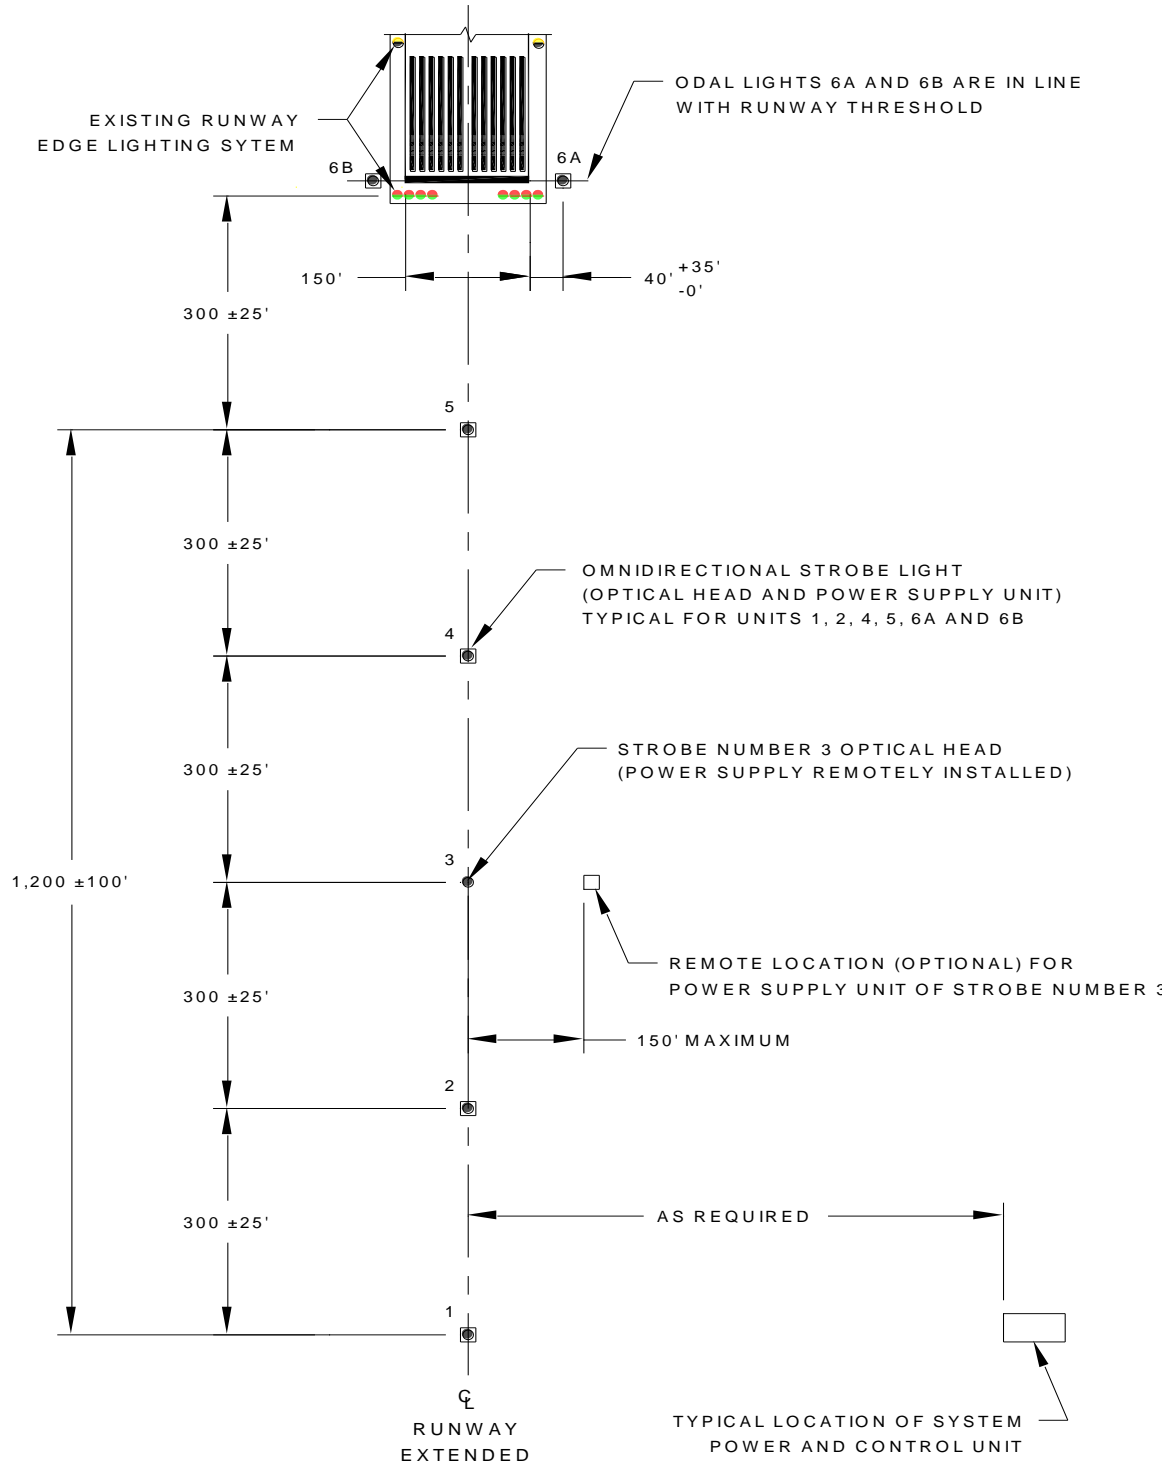 ODAL LIGHTS 6A AND 6B ARE IN LINE
WITH RUNWAY THRESHOLD
EXISTING RUNWAY
EDGE LIGHTING SYTEM
6B
6A
150'
40' +35'
-0'
300 ±25'
5
300 ±25'
OMNIDIRECTIONAL STROBE LIGHT
(OPTICAL HEAD AND POWER SUPPLY UNIT)
TYPICAL FOR UNITS 1, 2, 4, 5, 6A AND 6B
4
STROBE NUMBER 3 OPTICAL HEAD
(POWER SUPPLY REMOTELY INSTALLED)
300 ±25'
3
1,200 ±100'
REMOTE LOCATION (OPTIONAL) FOR
POWER SUPPLY UNIT OF STROBE NUMBER 3
300 ±25'
150' MAXIMUM
2
AS REQUIRED
300 ±25'
1
CL
RUNWAY
EXTENDED
TYPICAL LOCATION OF SYSTEM
POWER AND CONTROL UNIT